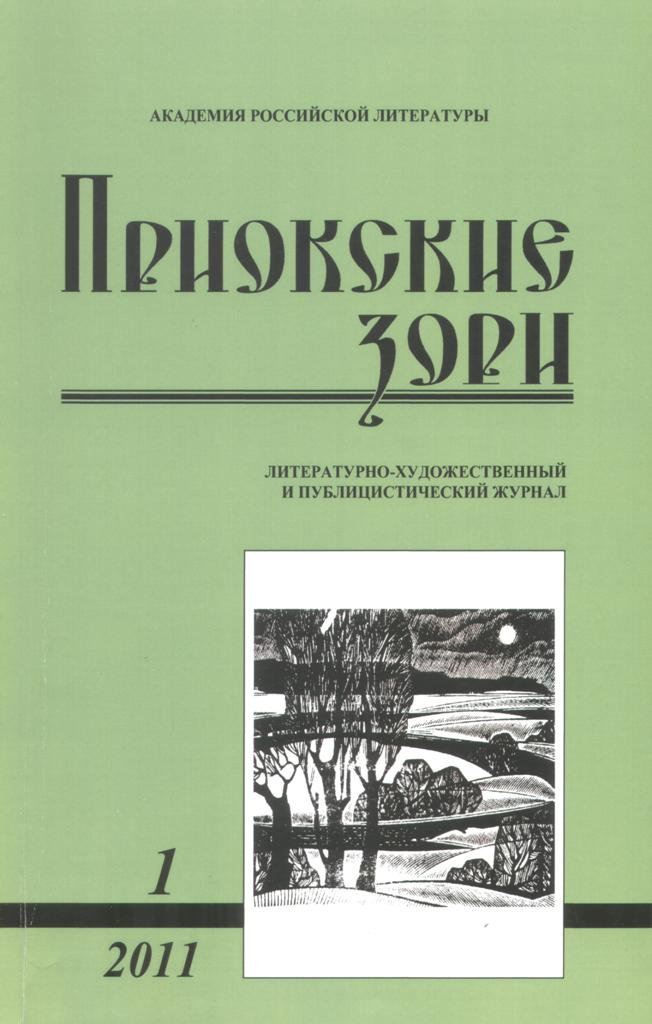 АКАДЕМИЯ РОССИЙСКОЙ ЛИТЕРАТУРЫ
Приокские
зори
ЛИТЕРАТУРНО-ХУДОЖЕСТВЕННЫЙ
И ПУБЛИЦИСТИЧЕСКИЙ ЖУРНАЛ
1
2011